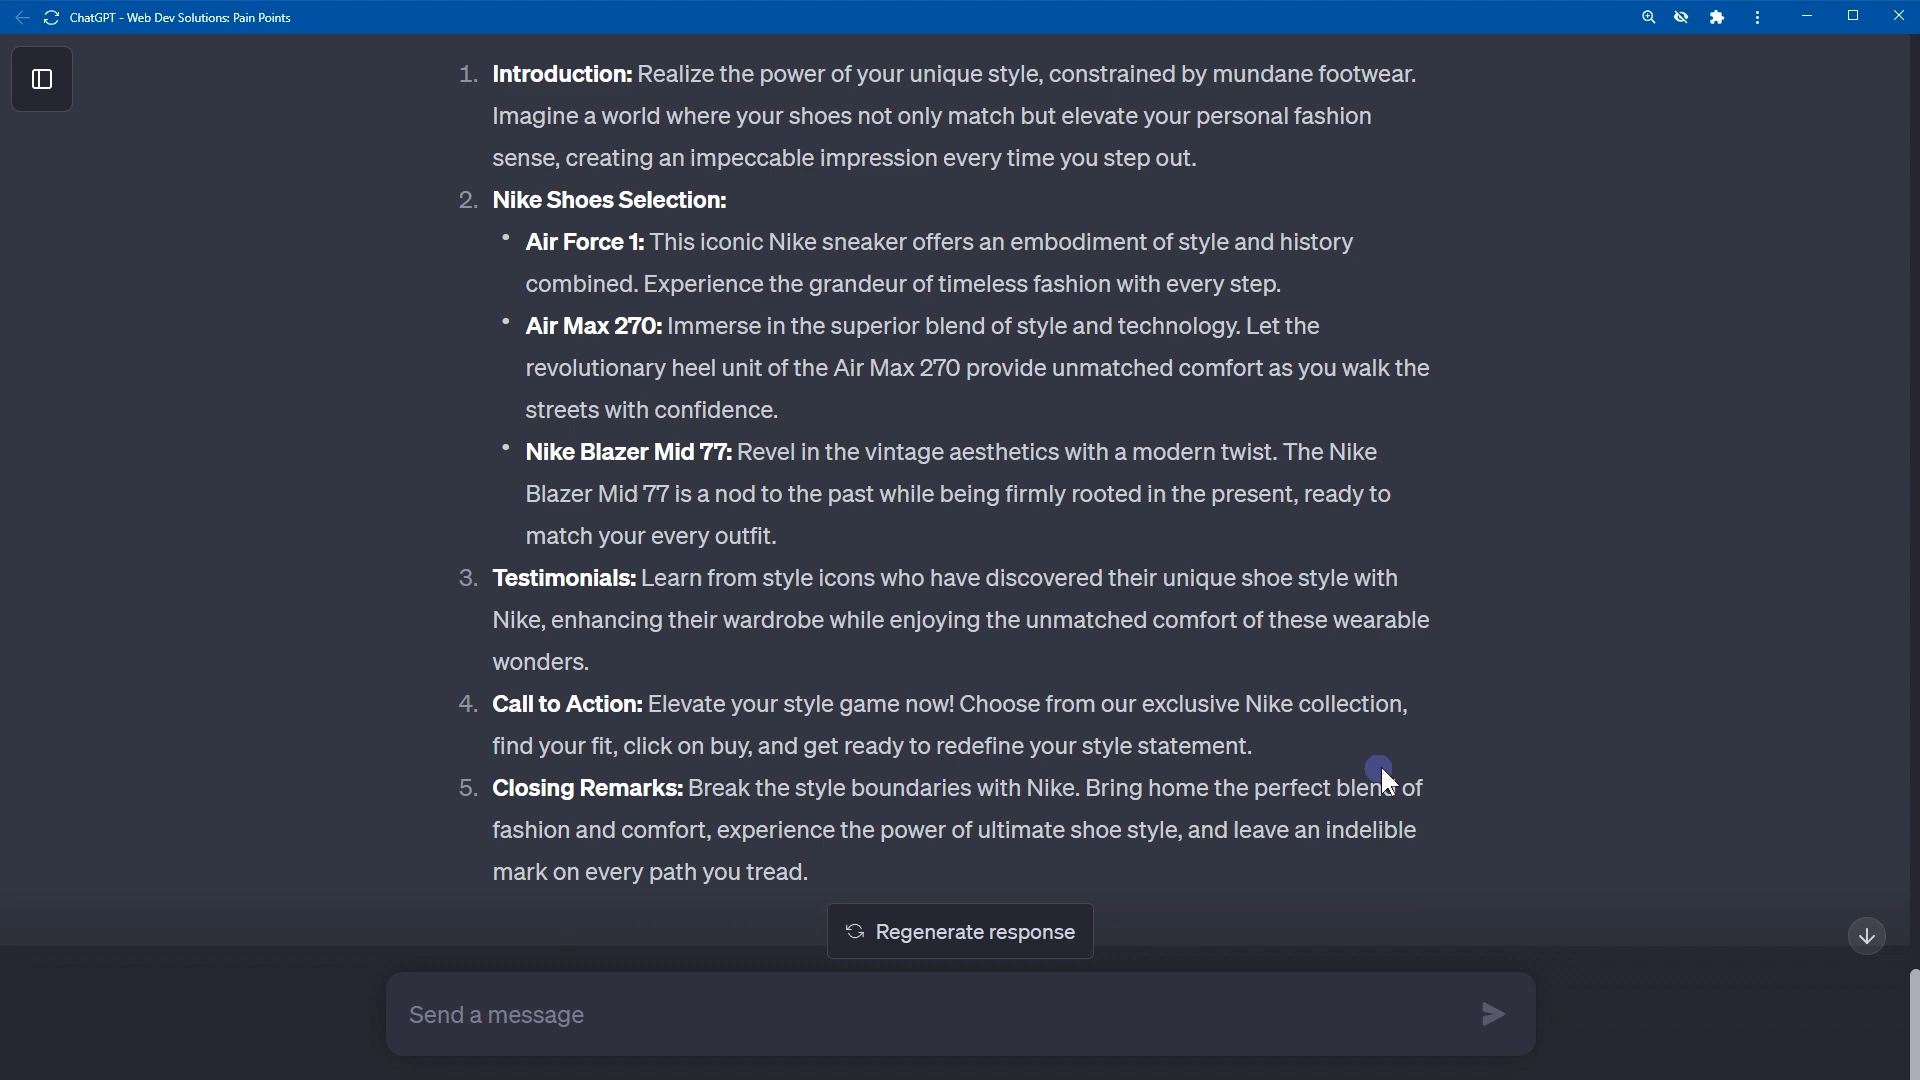 ChatGPT - Web Dev Solutions: Pain Points
1. Introduction: Realize the power of your unique style, constrained by mundane footwear.
Imagine a world where your shoes not only match but elevate your personal fashion
sense, creating an impeccable impression every time you step out.
2. Nike Shoes Selection:
• Air Force 1: This iconic Nike sneaker offers an embodiment of style and history
combined. Experience the grandeur of timeless fashion with every step.
• Air Max 270: Immerse in the superior blend of style and technology. Let the
revolutionary heel unit of the Air Max 270 provide unmatched comfort as you walk the
streets with confidence.
• Nike Blazer Mid 77: Revel in the vintage aesthetics with a modern twist. The Nike
Blazer Mid 77 is a nod to the past while being firmly rooted in the present, ready to
match your every outfit.
3. Testimonials: Learn from style icons who have discovered their unique shoe style with
Nike, enhancing their wardrobe while enjoying the unmatched comfort of these wearable
wonders.
4. Call to Action: Elevate your style game now! Choose from our exclusive Nike collection,
find your fit, click on buy, and get ready to redefine your style statement.
5. Closing Remarks: Break the style boundaries with Nike. Bring home the perfect blend of
fashion and comfort, experience the power of ultimate shoe style, and leave an indelible
mark on every path you tread.
Regenerate response
Send a message